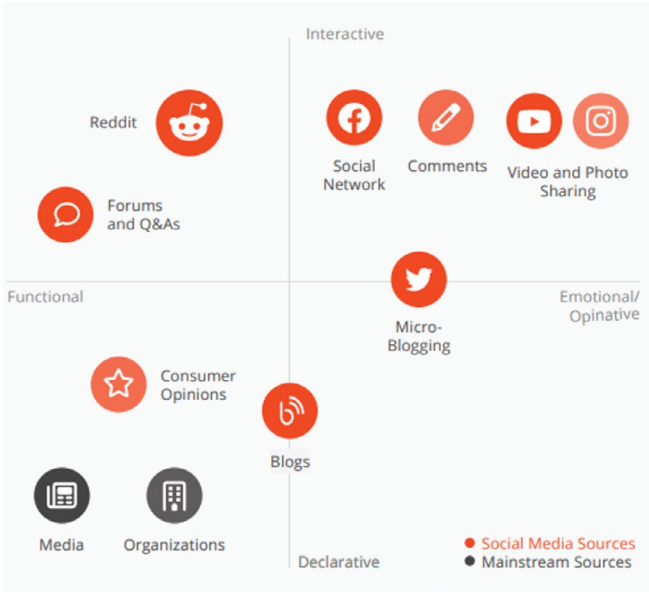 Interactive
Reddit
Social
Network
Comments
Video and Photo
Sharing
Forums
and Q&As
Functional
Emotional/
Opinative
Micro-
Blogging
Consumer
Opinions
Blogs
Media
Organizations
Declarative
Social Media Sources
Mainstream Sources